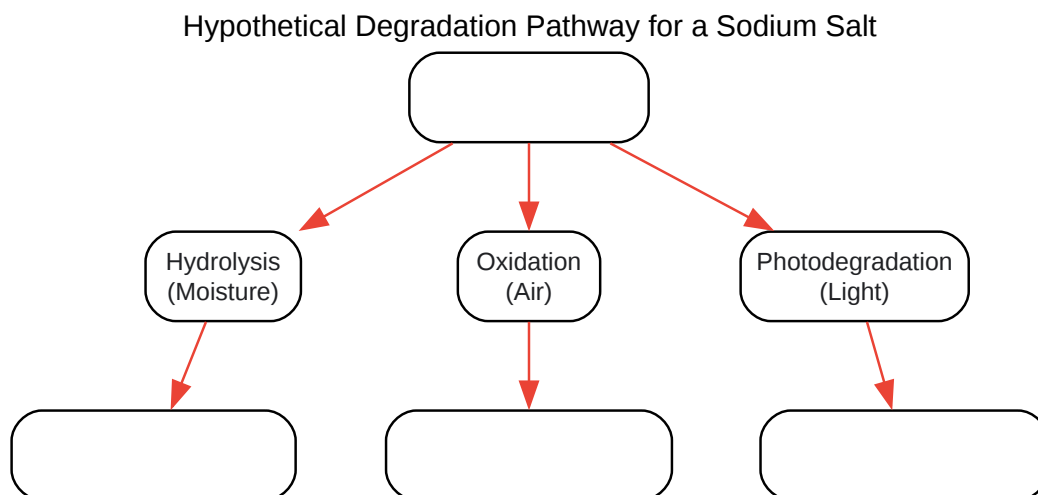 Hypothetical Degradation Pathway for a Sodium Salt
Hydrolysis
(Moisture)
Oxidation
(Air)
Photodegradation
(Light)